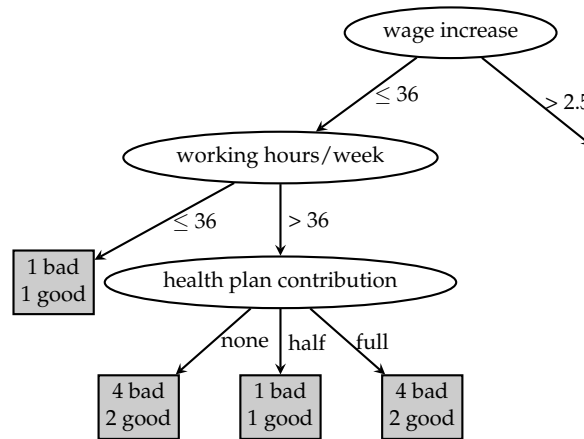 wage increase
≤ 36
> 2.5
working hours/week
≤ 36
> 36
1 bad
1 good
health plan contribution
none
half
full
4 bad
2 good
1 bad
1 good
4 bad
2 good